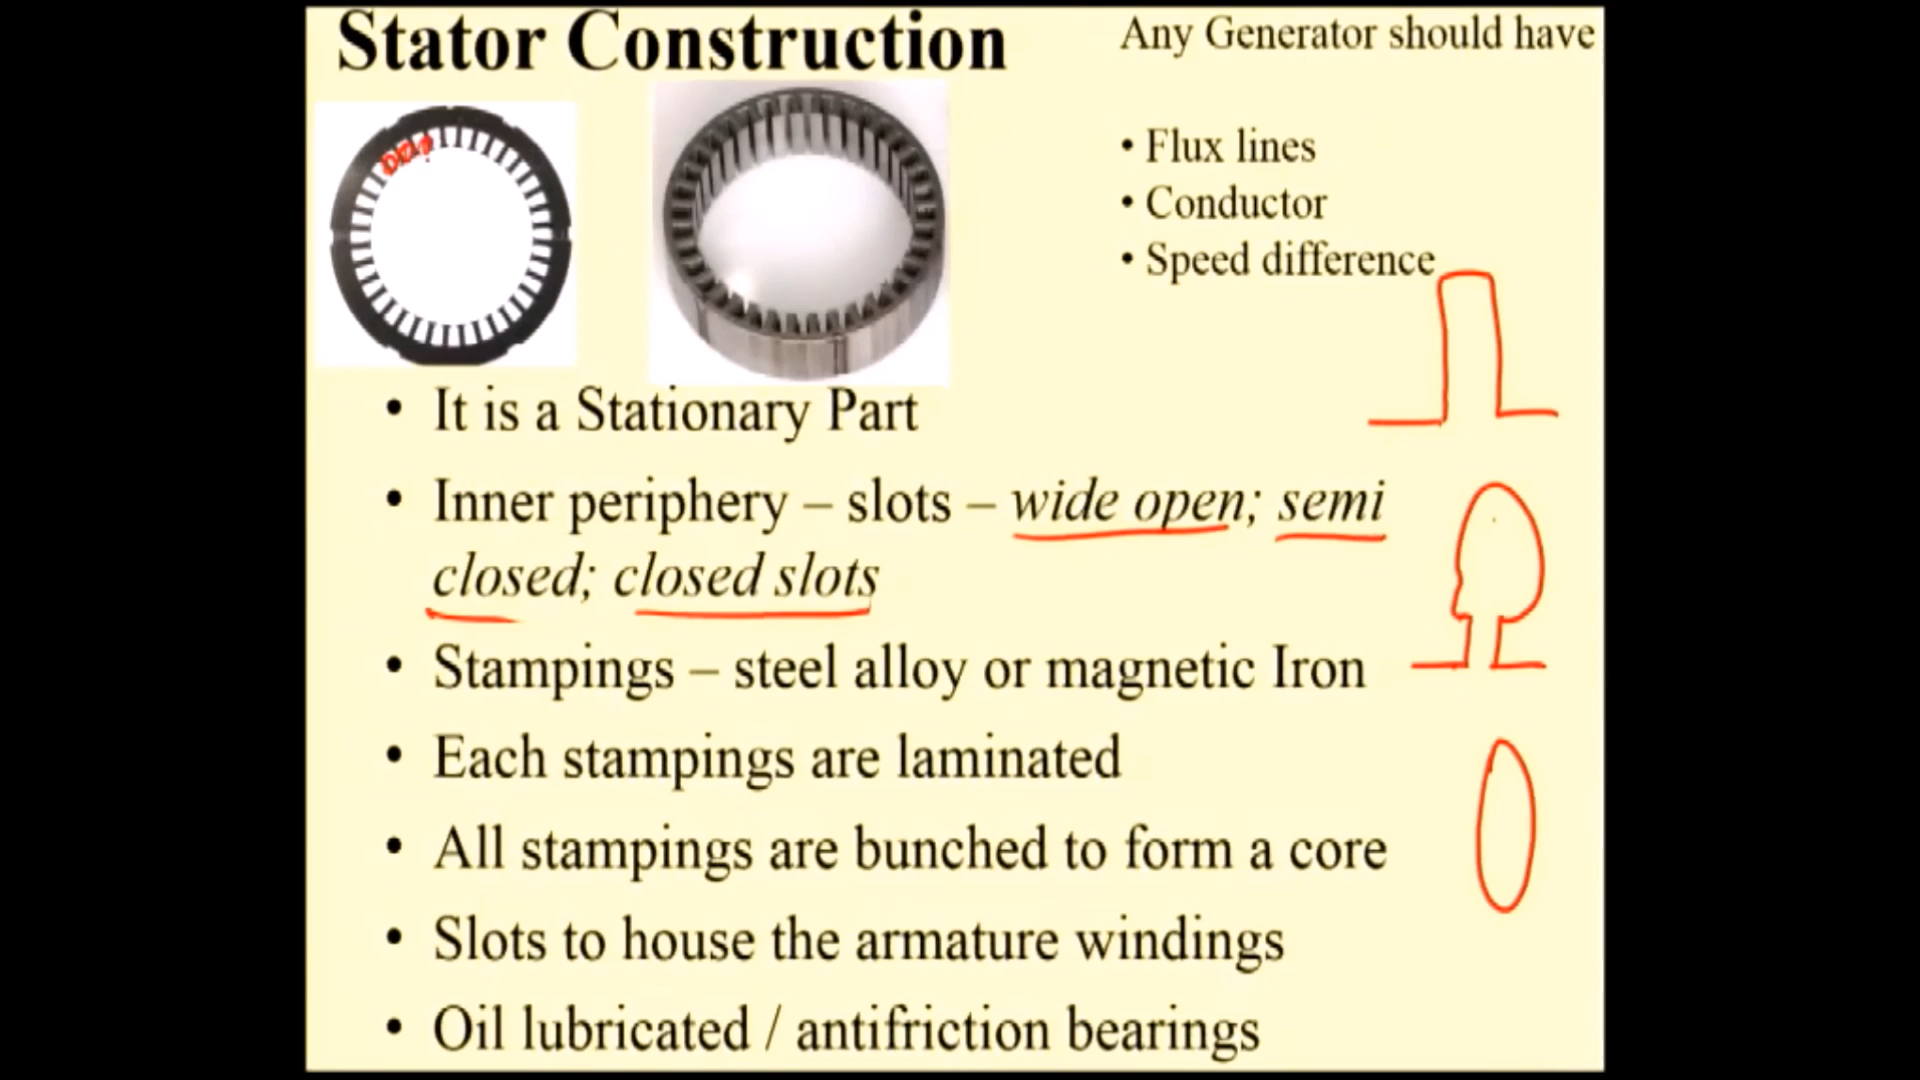 Stator Construction
Any Generator should have
• Flux lines
• Conductor
• Speed difference
• It is a Stationary Part
• Inner periphery – slots – wide open; semi
closed; closed slots
• Stampings – steel alloy or magnetic Iron
• Each stampings are laminated
• All stampings are bunched to form a core
• Slots to house the armature windings
• Oil lubricated / antifriction bearings